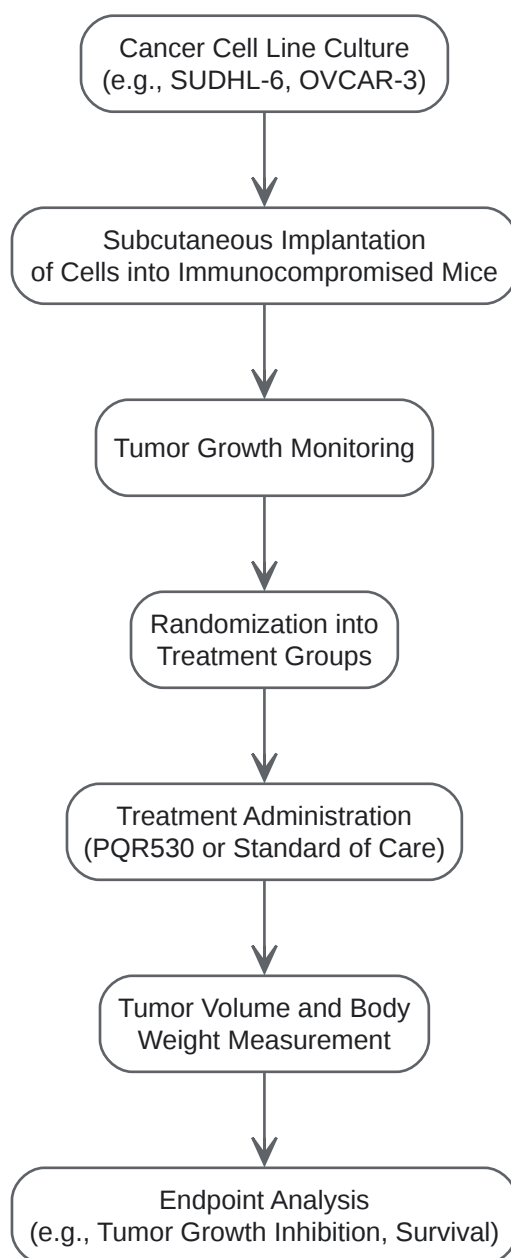 Cancer Cell Line Culture
(e.g., SUDHL-6, OVCAR-3)
Subcutaneous Implantation
of Cells into Immunocompromised Mice
Tumor Growth Monitoring
Randomization into
Treatment Groups
Treatment Administration
(PQR530 or Standard of Care)
Tumor Volume and Body
Weight Measurement
Endpoint Analysis
(e.g., Tumor Growth Inhibition, Survival)